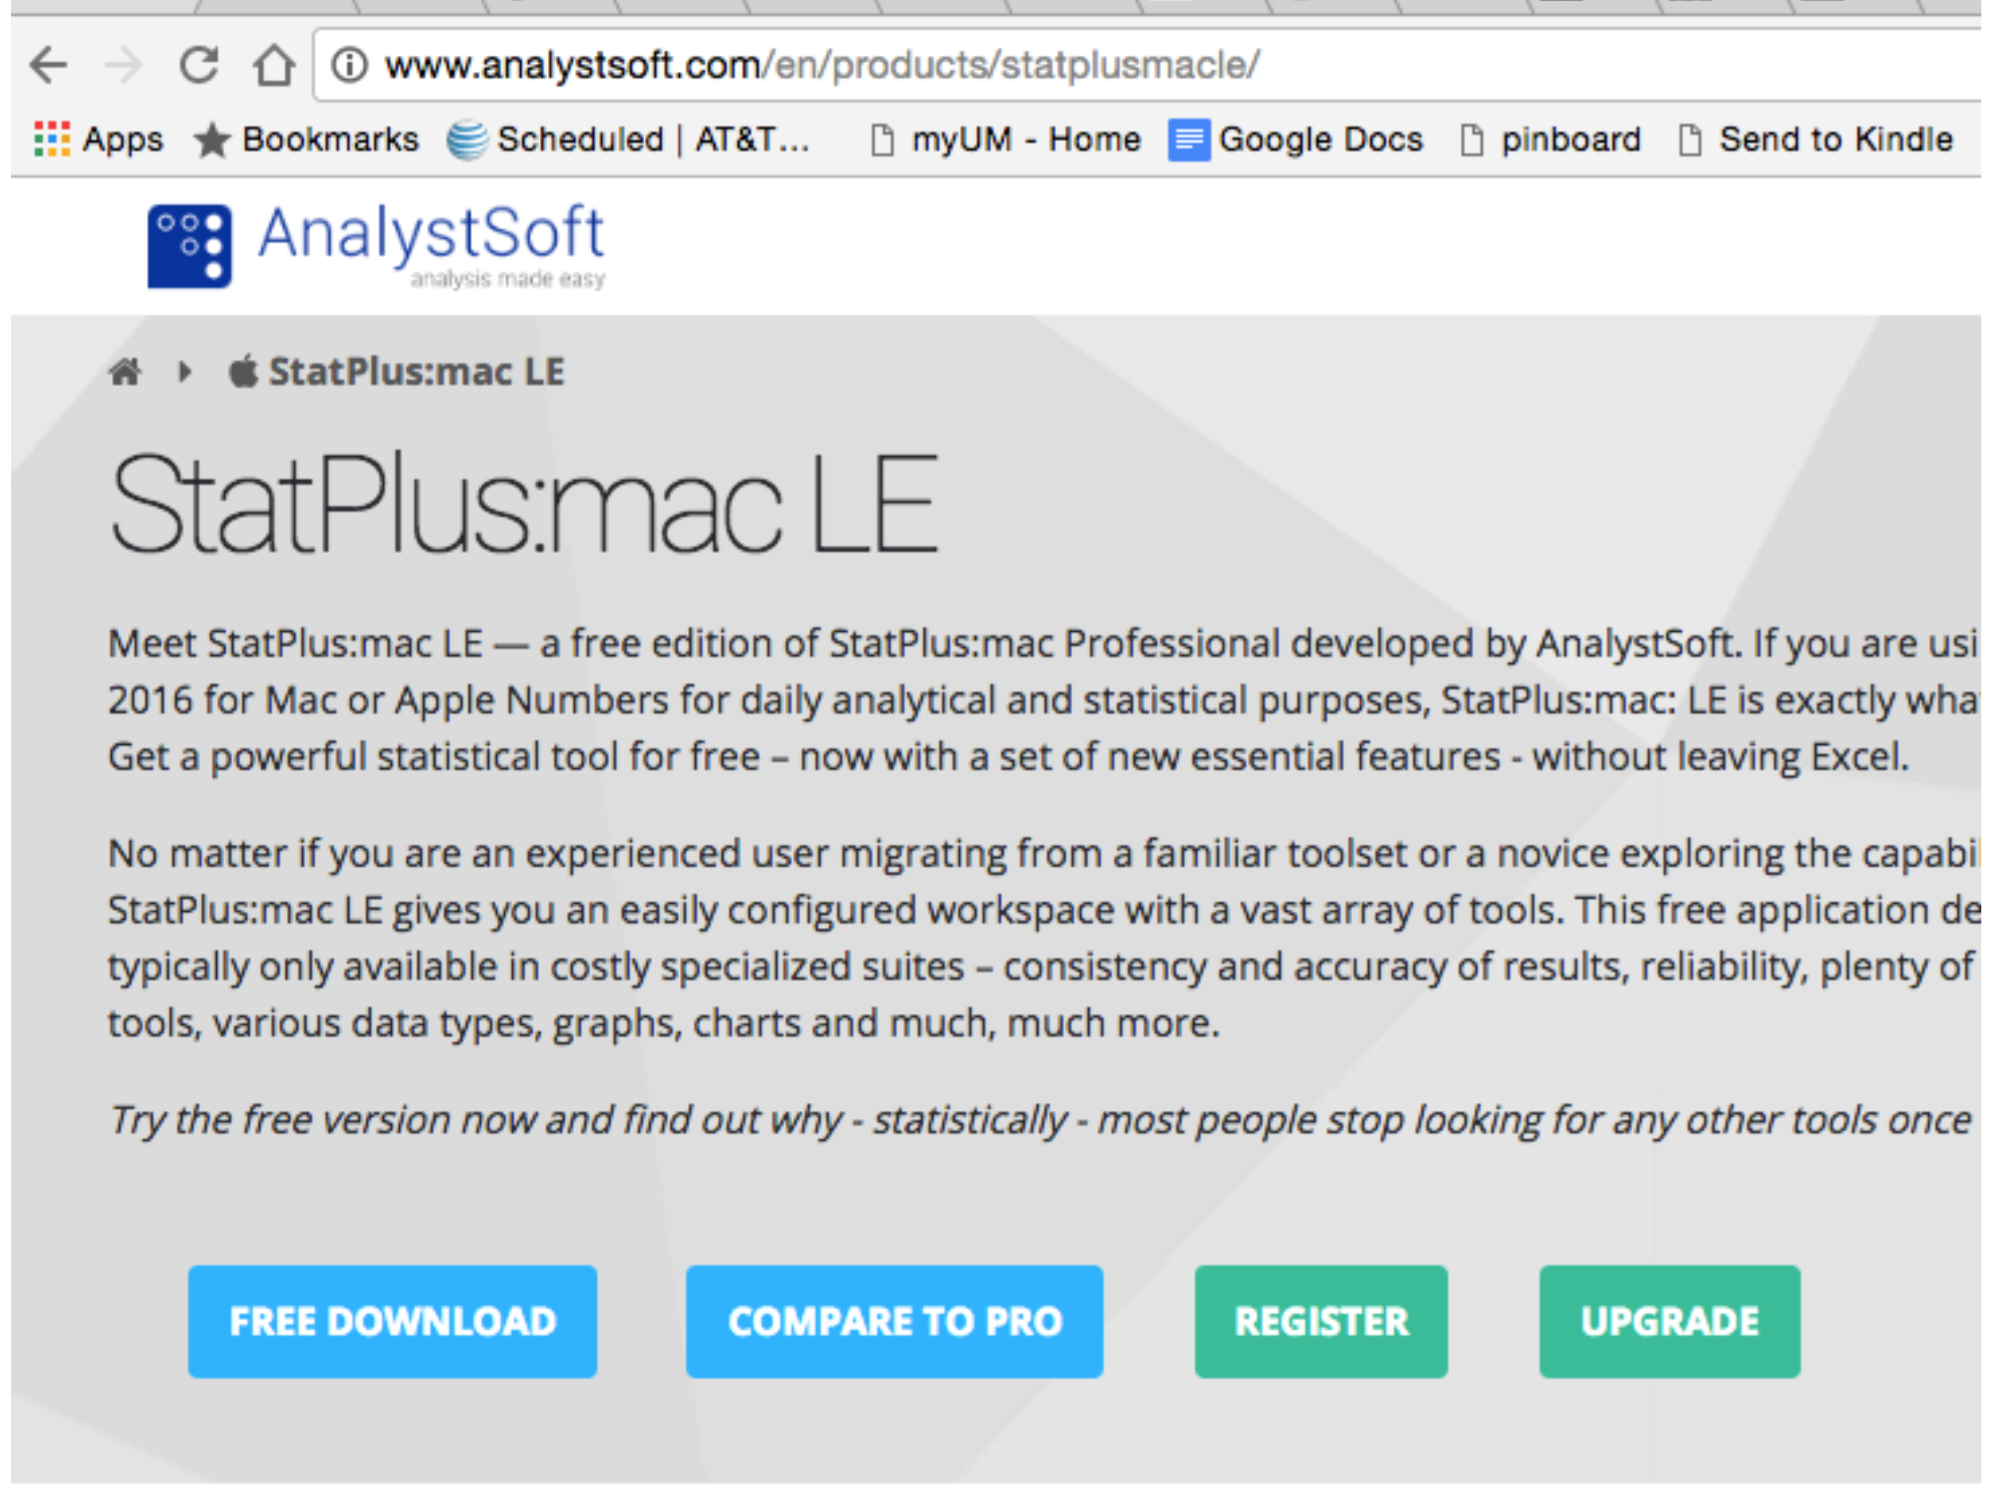 www.analystsoft.com/en/products/statplusmacle/
Apps Bookmarks Scheduled | AT&T... myUM - Home Google Docs pinboard Send to Kindle
AnalystSoft
analysis made easy
StatPlus:mac LE
StatPlus:mac LE
Meet StatPlus:mac LE — a free edition of StatPlus:mac Professional developed by AnalystSoft. If you are usi
2016 for Mac or Apple Numbers for daily analytical and statistical purposes, StatPlus:mac: LE is exactly wha
Get a powerful statistical tool for free – now with a set of new essential features - without leaving Excel.
No matter if you are an experienced user migrating from a familiar toolset or a novice exploring the capabi
StatPlus:mac LE gives you an easily configured workspace with a vast array of tools. This free application de
typically only available in costly specialized suites – consistency and accuracy of results, reliability, plenty of
tools, various data types, graphs, charts and much, much more.
Try the free version now and find out why - statistically - most people stop looking for any other tools once
FREE DOWNLOAD COMPARE TO PRO REGISTER UPGRADE